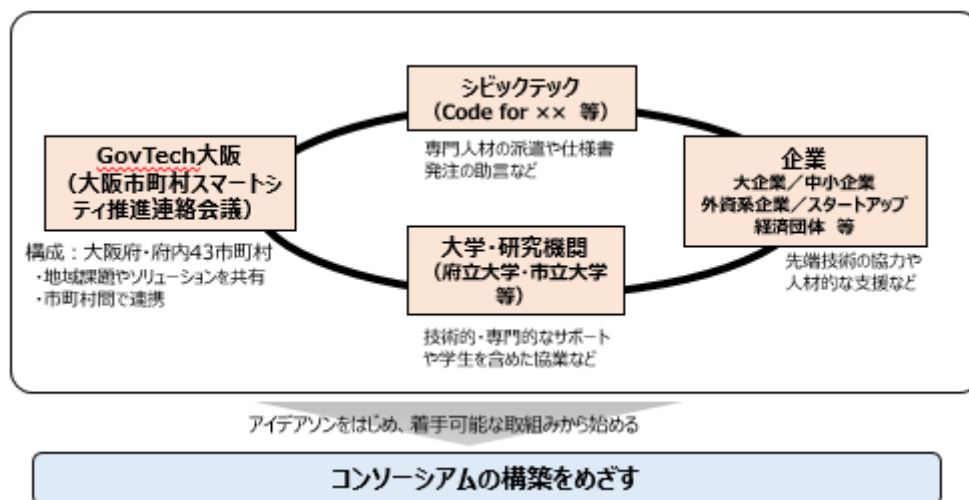 シビックテック
（Code for ×× 等）
専門人材の派遣や仕様書
発注の助言など
GovTech大阪
（大阪市町村スマートシ
ティ推進連絡会議）
構成：大阪府・府内43市町村
・地域課題やソリューションを共有
・市町村間で連携
企業
大企業／中小企業
外資系企業／スタートアップ
経済団体 等
先端技術の協力や
人材的な支援など
大学・研究機関
（府立大学・市立大学
等）
技術的・専門的なサポート
や学生を含めた協業など
アイデアソンをはじめ、着手可能な取組みから始める
コンソーシアムの構築をめざす